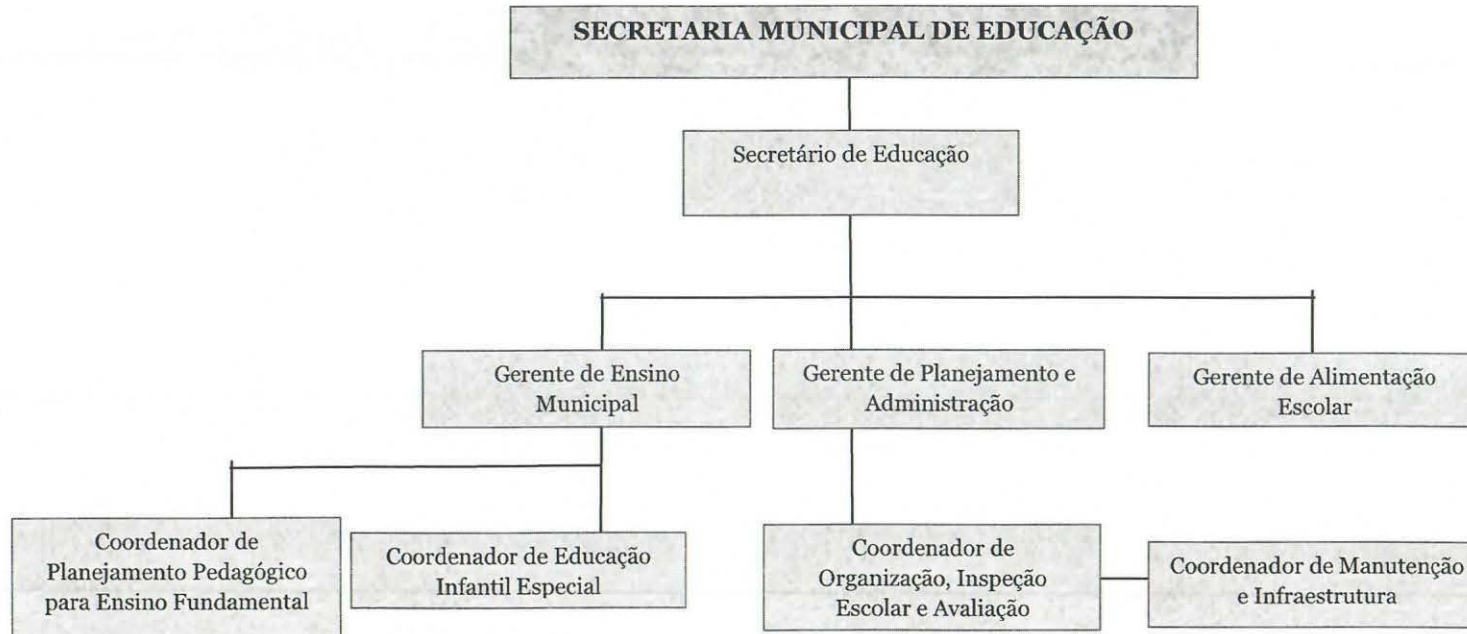 SECRETARIA MUNICIPAL DE EDUCAÇÃO
Secretário de Educação
Gerente de Ensino
Municipal
Gerente de Planejamento e
Administração
Gerente de Alimentação
Escolar
Coordenador de
Planejamento Pedagógico
para Ensino Fundamental
Coordenador de Educação
Infantil Especial
Coordenador de
Organização, Inspeção
Escolar e Avaliação
Coordenador de Manutenção
e Infraestrutura